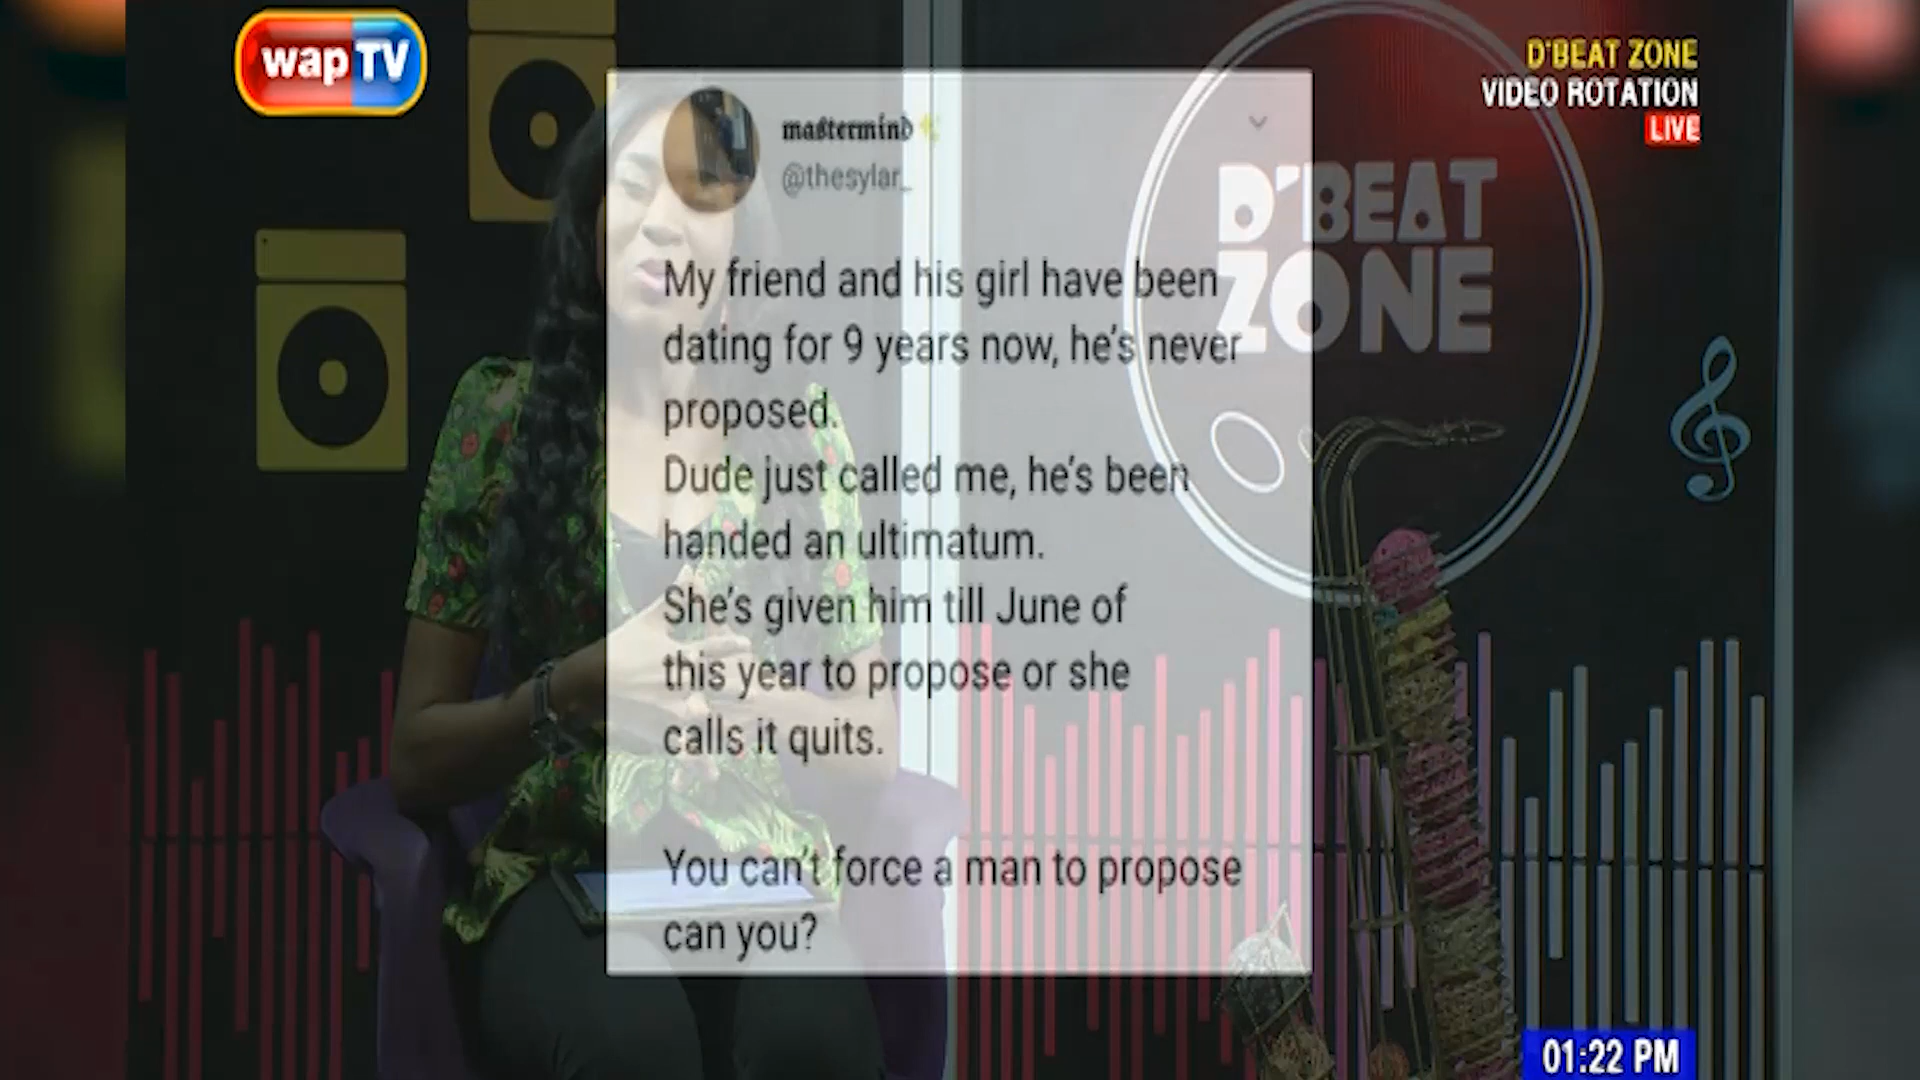 wap TV
D'BEAT ZONE
VIDEO ROTATION
LIVE
mastermind
@thesylar_
D'BEAT
ZONE
My friend and his girl have been
dating for 9 years now, he's never
proposed.
Dude just called me, he's been
handed an ultimatum.
She's given him till June of
this year to propose or she
calls it quits.
You can't force a man to propose
can you?
01:22 PM